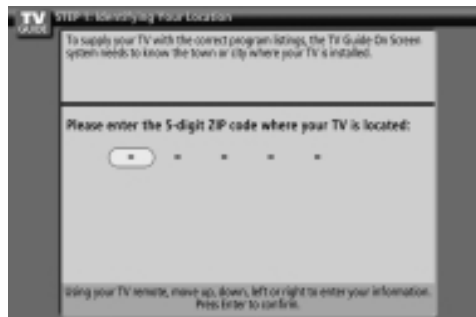 TV
GUIDE
STEP 1: Identifying Your Location
To supply your TV with the correct program listings, the TV Guide On Screen
system needs to know the town or city where your TV is installed.
Please enter the 5-digit ZIP code where your TV is located:
- - - - -
Using your TV remote, move up, down, left or right to enter your information.
Press Enter to confirm.